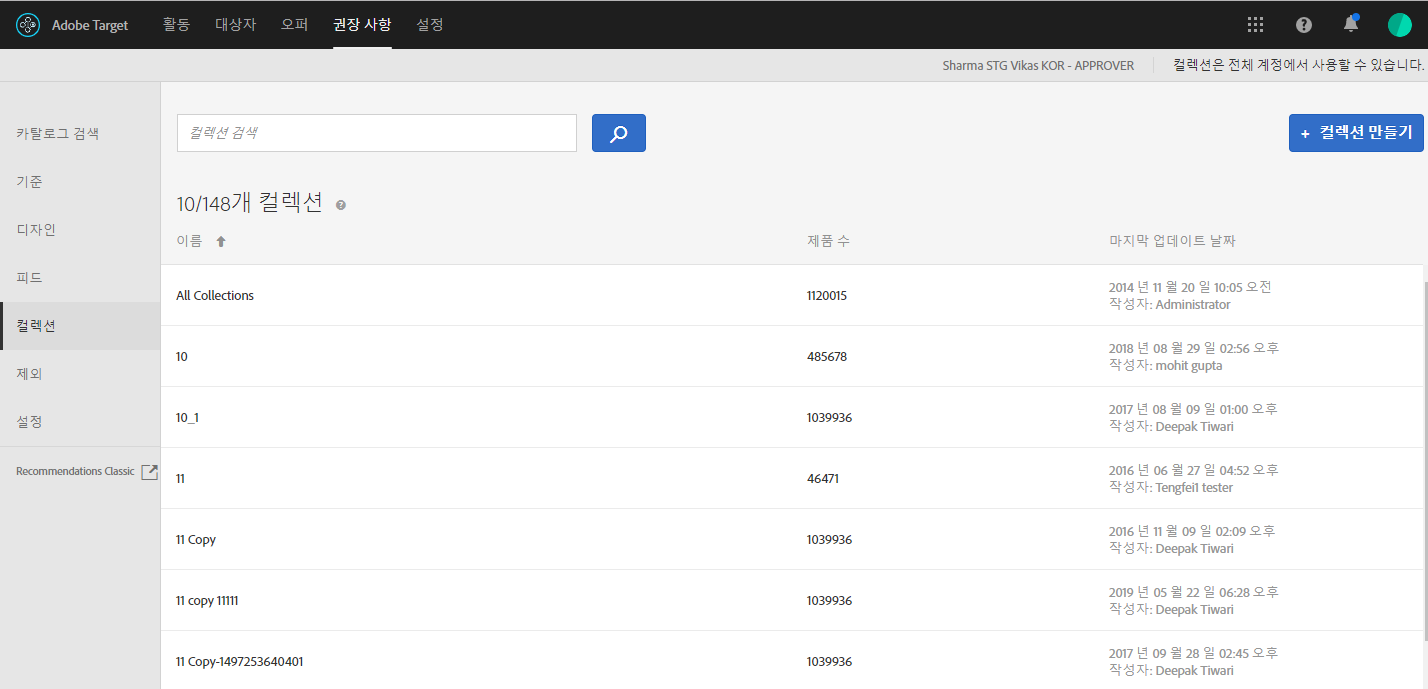 Adobe Target 활동 대상자 오퍼 권장 사항 설정
Sharma STG Vikas KOR - APPROVER 컬렉션은 전체 계정에서 사용할 수 있습니다.
카탈로그 검색
기준
디자인
피드
컬렉션
제외
설정
Recommendations Classic
컬렉션 검색
+ 컬렉션 만들기
10/148개 컬렉션
이름 제품 수 마지막 업데이트 날짜
All Collections 1120015 2014 년 11 월 20 일 10:05 오전
작성자: Administrator
10 485678 2018 년 08 월 29 일 02:56 오후
작성자: mohit gupta
10_1 1039936 2017 년 08 월 09 일 01:00 오후
작성자: Deepak Tiwari
11 46471 2016 년 06 월 27 일 04:52 오후
작성자: Tengfei1 tester
11 Copy 1039936 2016 년 11 월 09 일 02:09 오후
작성자: Deepak Tiwari
11 copy 11111 1039936 2019 년 05 월 22 일 06:28 오후
작성자: Deepak Tiwari
11 Copy-1497253640401 1039936 2017 년 09 월 28 일 02:45 오후
작성자: Deepak Tiwari